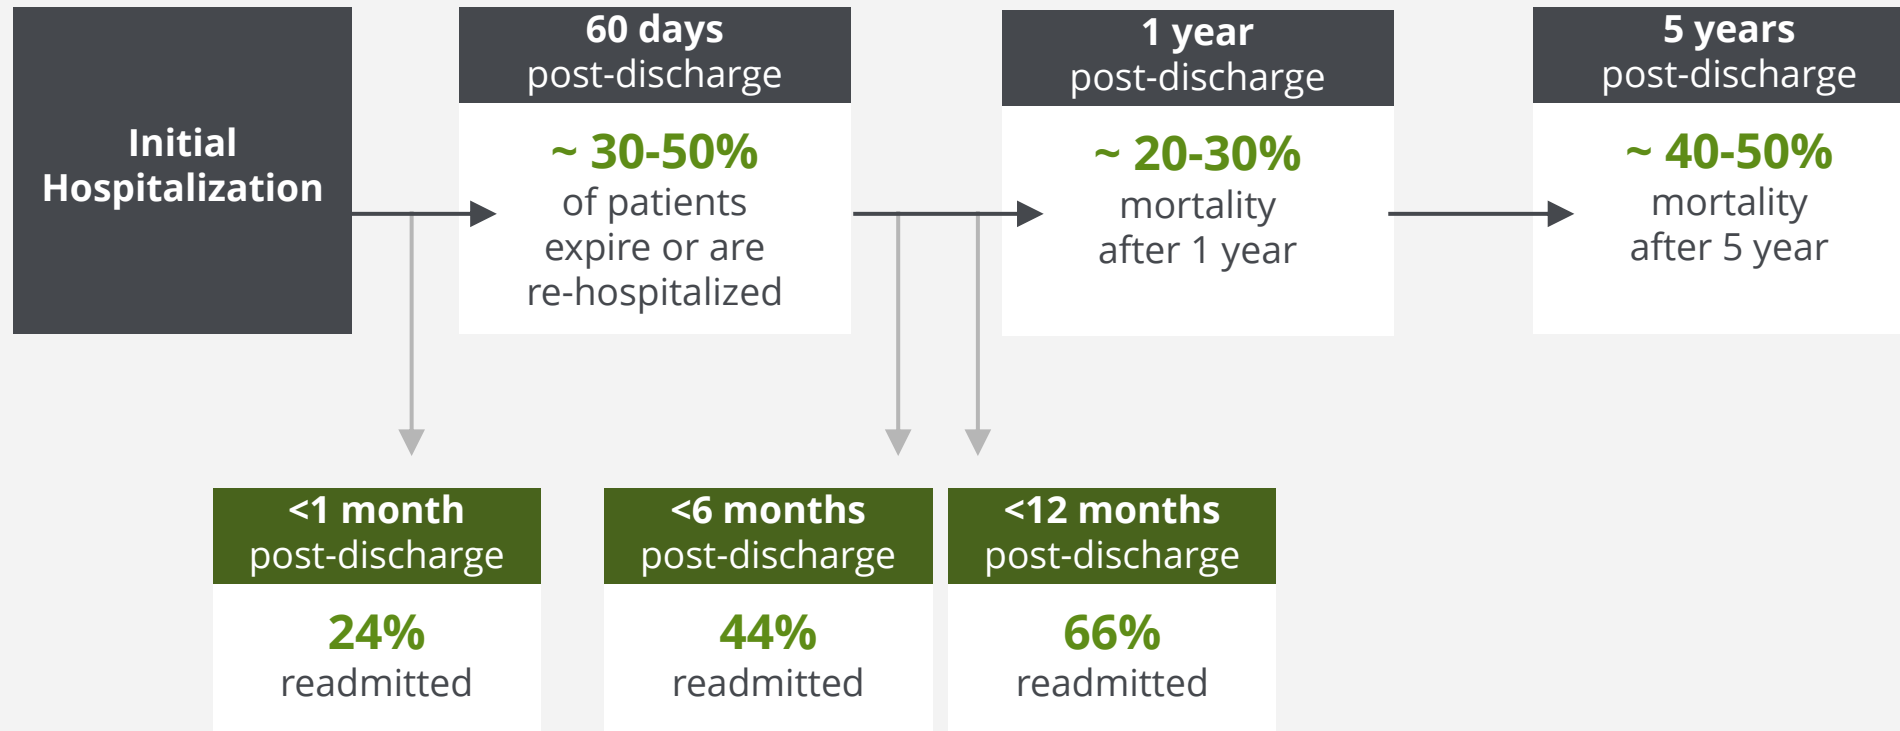 Initial
Hospitalization
60 days
post-discharge
~ 30-50%
of patients
expire or are
re-hospitalized
1 year
post-discharge
~ 20-30%
mortality
after 1 year
5 years
post-discharge
~ 40-50%
mortality
after 5 year
<1 month
post-discharge
24%
readmitted
<6 months
post-discharge
44%
readmitted
<12 months
post-discharge
66%
readmitted